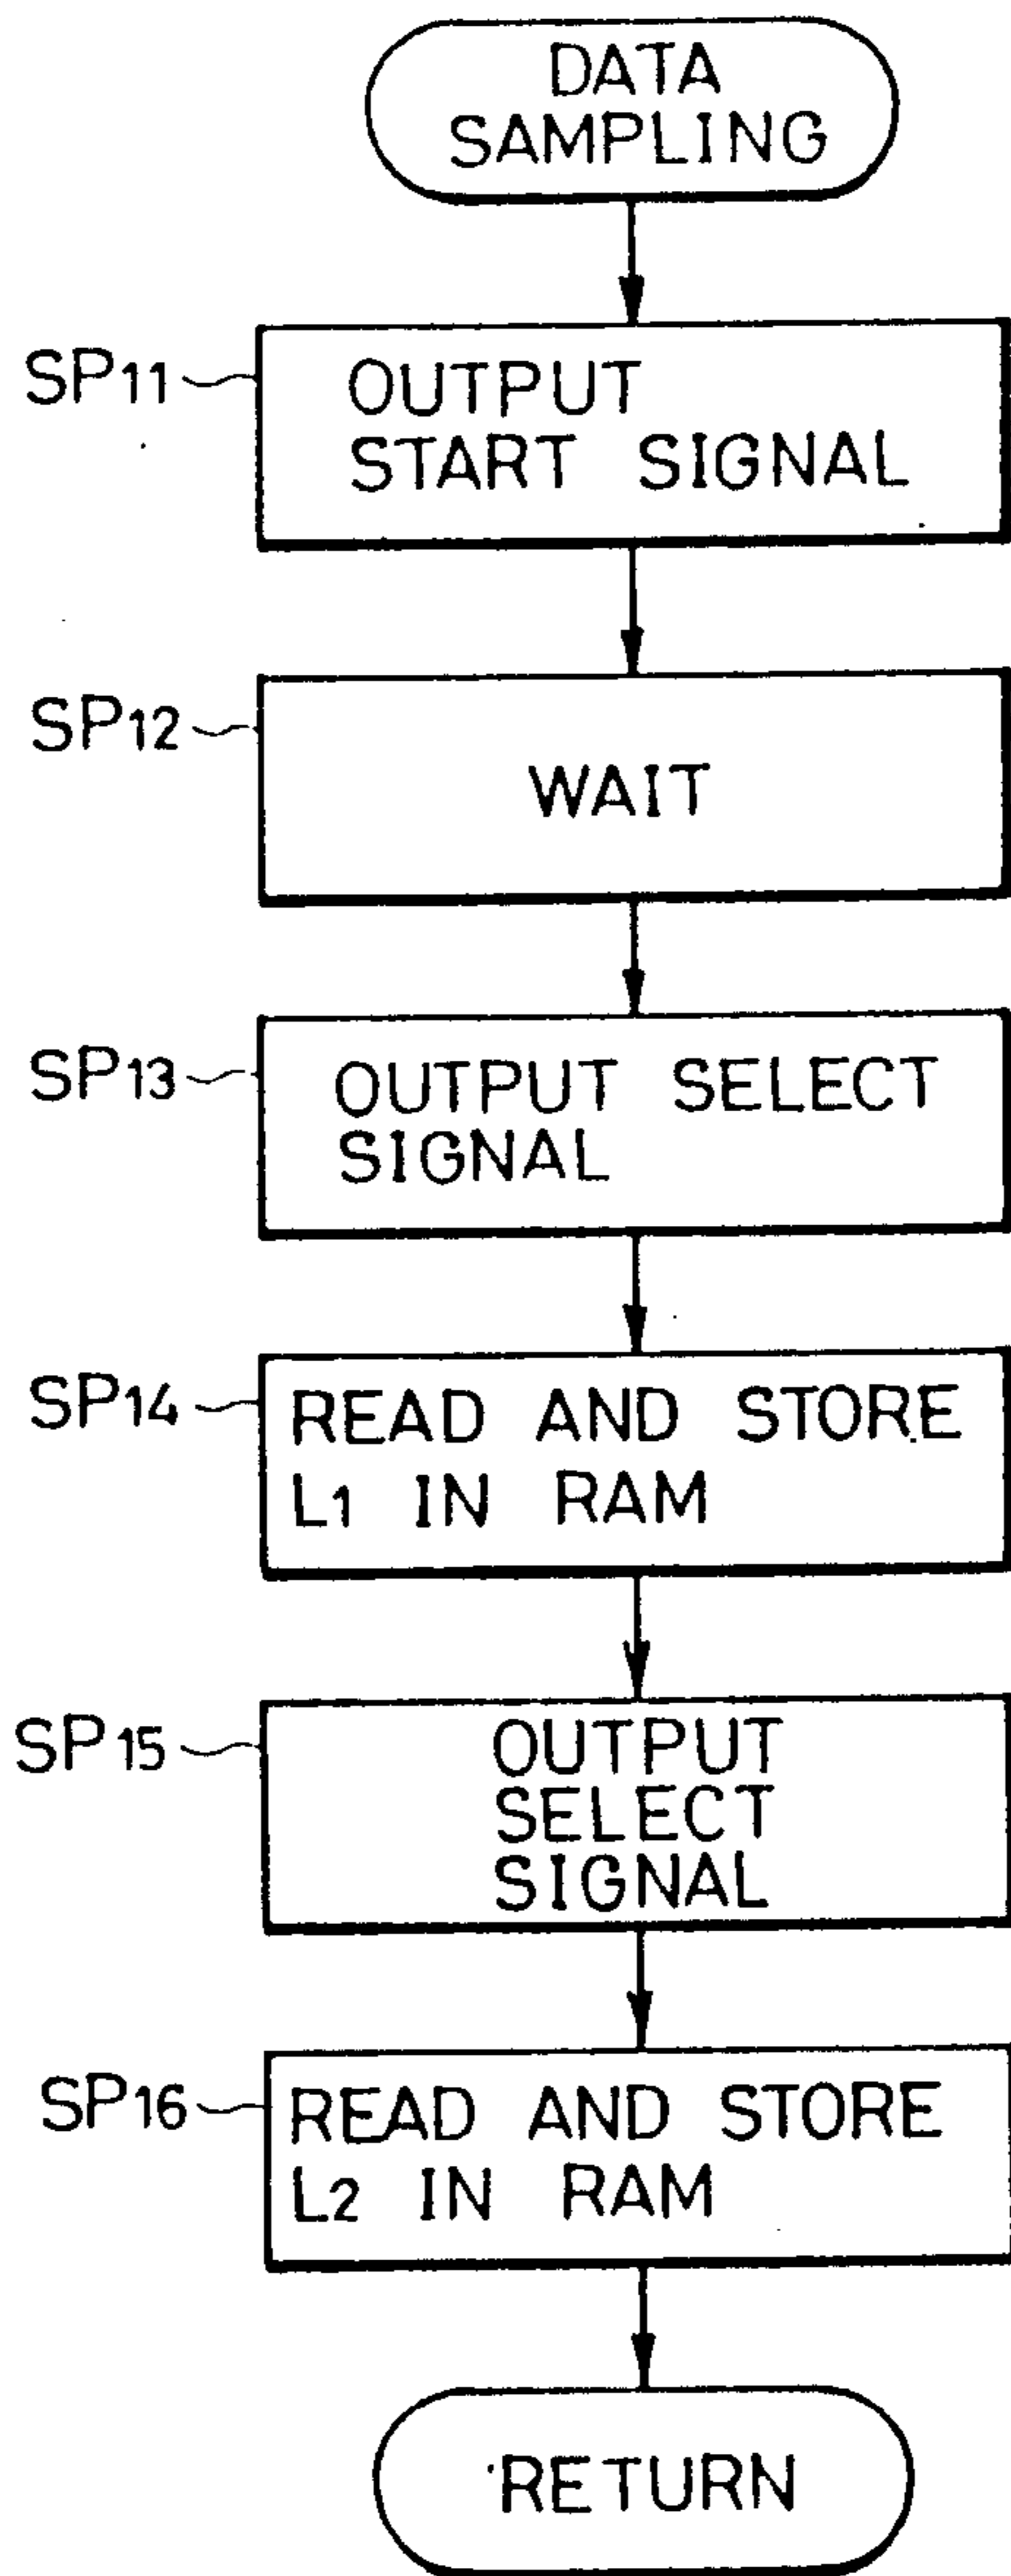 DATA
SAMPLING
SP11
OUTPUT
START SIGNAL
SP12
WAIT
SP13
OUTPUT SELECT
SIGNAL
SP14
READ AND STORE
L1 IN RAM
SP15
OUTPUT
SELECT
SIGNAL
SP16
READ AND STORE
L2 IN RAM
RETURN